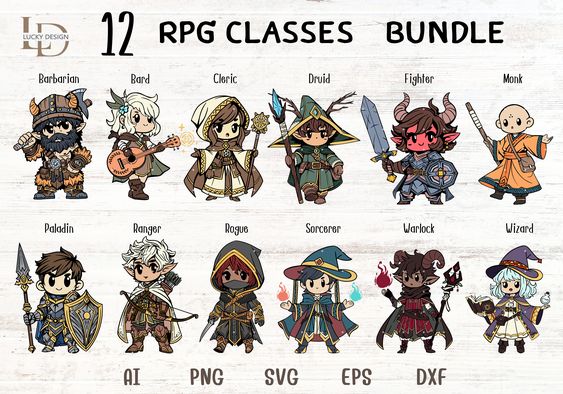 LD
LUCKY DESIGN
12 RPG CLASSES BUNDLE
Barbarian Bard Cleric Druid Fighter Monk
Paladin Ranger Rogue Sorcerer Warlock Wizard
AI PNG SVG EPS DXF